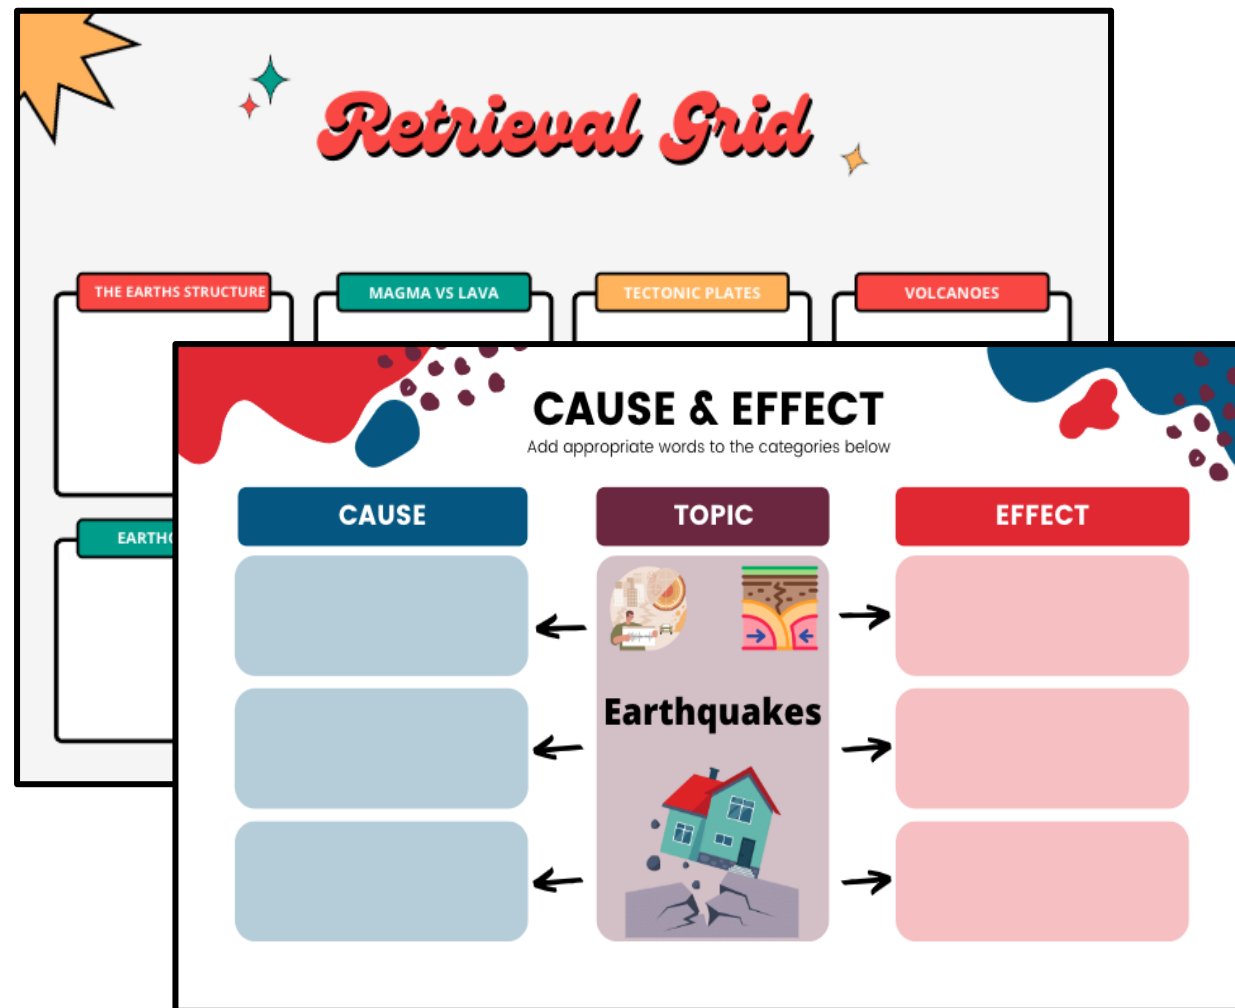 Retrieval Grid
THE EARTHS STRUCTURE
MAGMA VS LAVA
TECTONIC PLATES
VOLCANOES
CAUSE & EFFECT
Add appropriate words to the categories below
CAUSE
TOPIC
EFFECT
Earthquakes